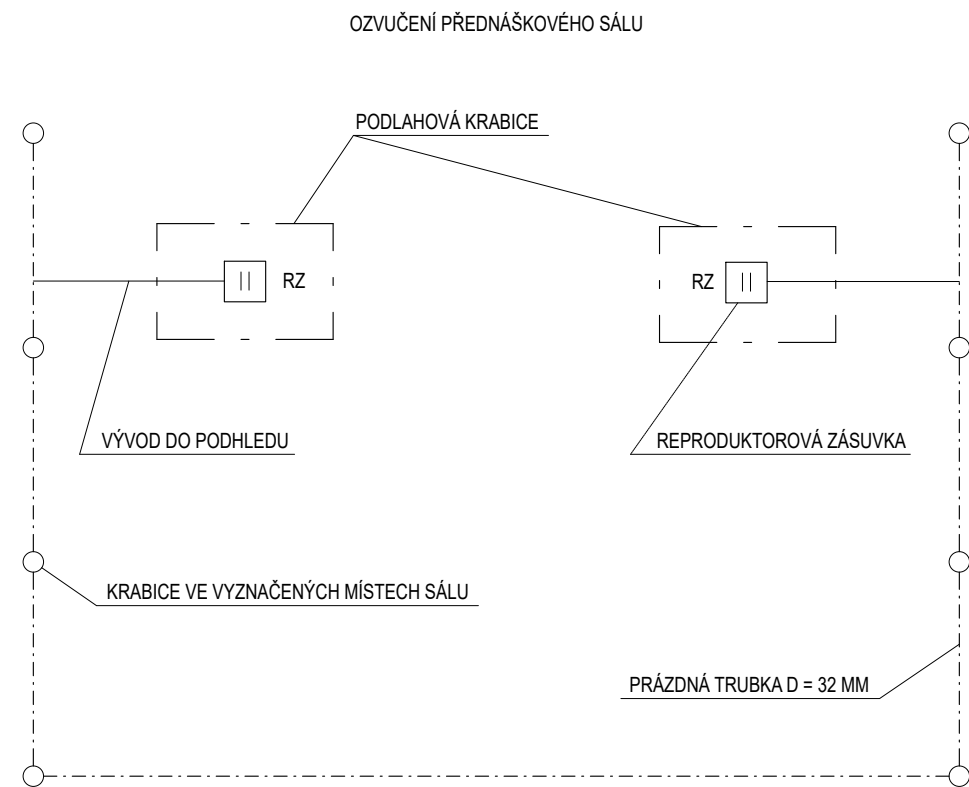 OZVUČENÍ PŘEDNÁŠKOVÉHO SÁLU
PODLAHOVÁ KRABICE
RZ
RZ
VÝVOD DO PODHLEDU
REPRODUKTOROVÁ ZÁSUVKA
KRABICE VE VYZNAČENÝCH MÍSTECH SÁLU
PRÁZDNÁ TRUBKA D = 32 MM